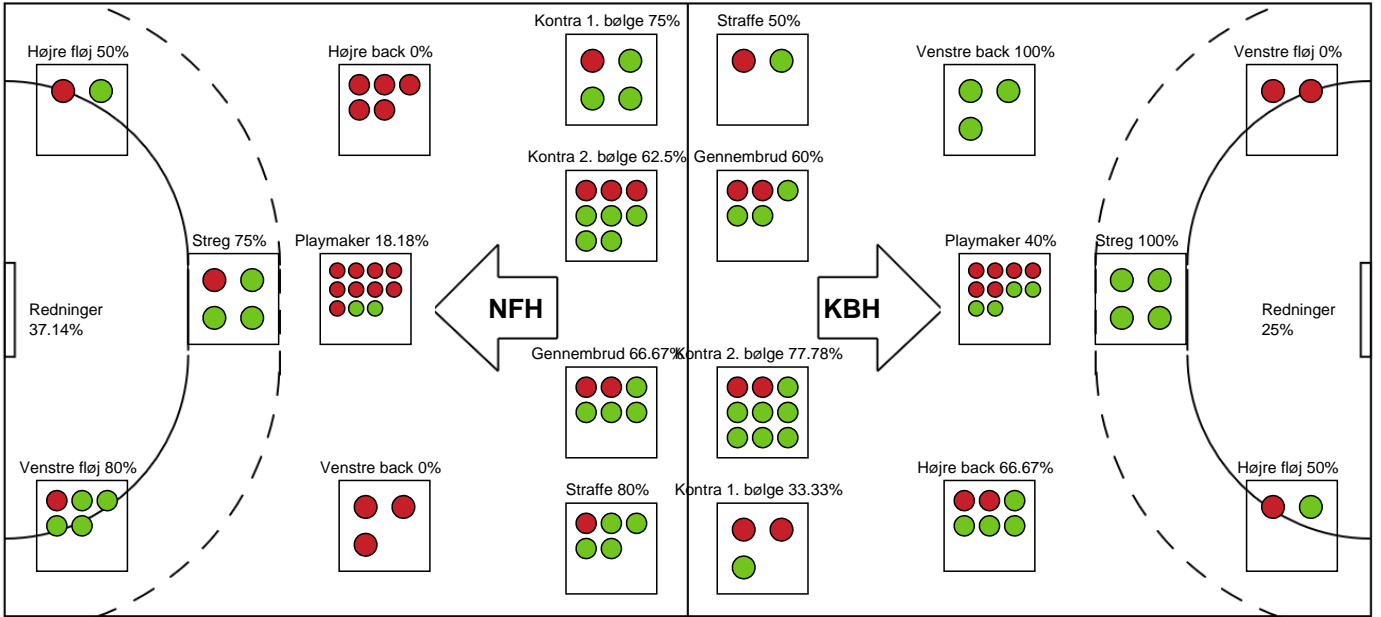 Kontra 1. bølge 75%
Straffe 50%
Højre fløj 50%
Højre back 0%
Venstre back 100%
Venstre fløj 0%
Kontra 2. bølge 62.5%
Gennembrud 60%
Streg 75%
Playmaker 18.18%
Playmaker 40%
Streg 100%
Redninger
37.14%
NFH
KBH
Redninger
25%
Gennembrud 66.67%
Kontra 2. bølge 77.78%
Venstre fløj 80%
Venstre back 0%
Straffe 80%
Kontra 1. bølge 33.33%
Højre back 66.67%
Højre fløj 50%